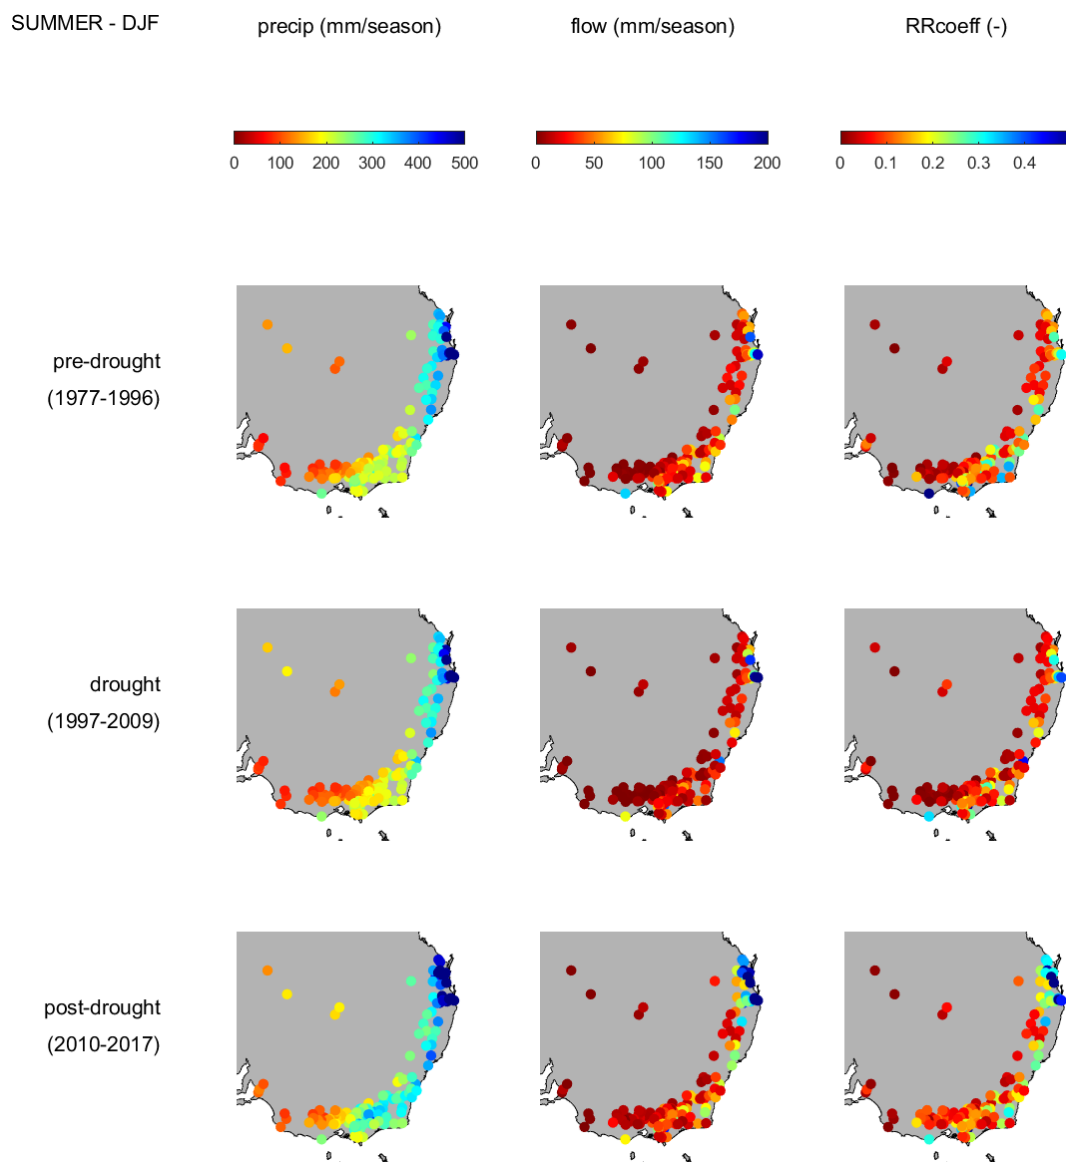 SUMMER - DJF
precip (mm/season)
flow (mm/season)
RRcoeff (-)
0 100 200 300 400 500
0 50 100 150 200
0 0.1 0.2 0.3 0.4
pre-drought
(1977-1996)
drought
(1997-2009)
post-drought
(2010-2017)